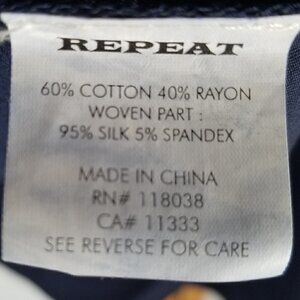 REPEAT
60% COTTON 40% RAYON
WOVEN PART :
95% SILK 5% SPANDEX
MADE IN CHINA
RN# 118038
CA# 11333
SEE REVERSE FOR CARE